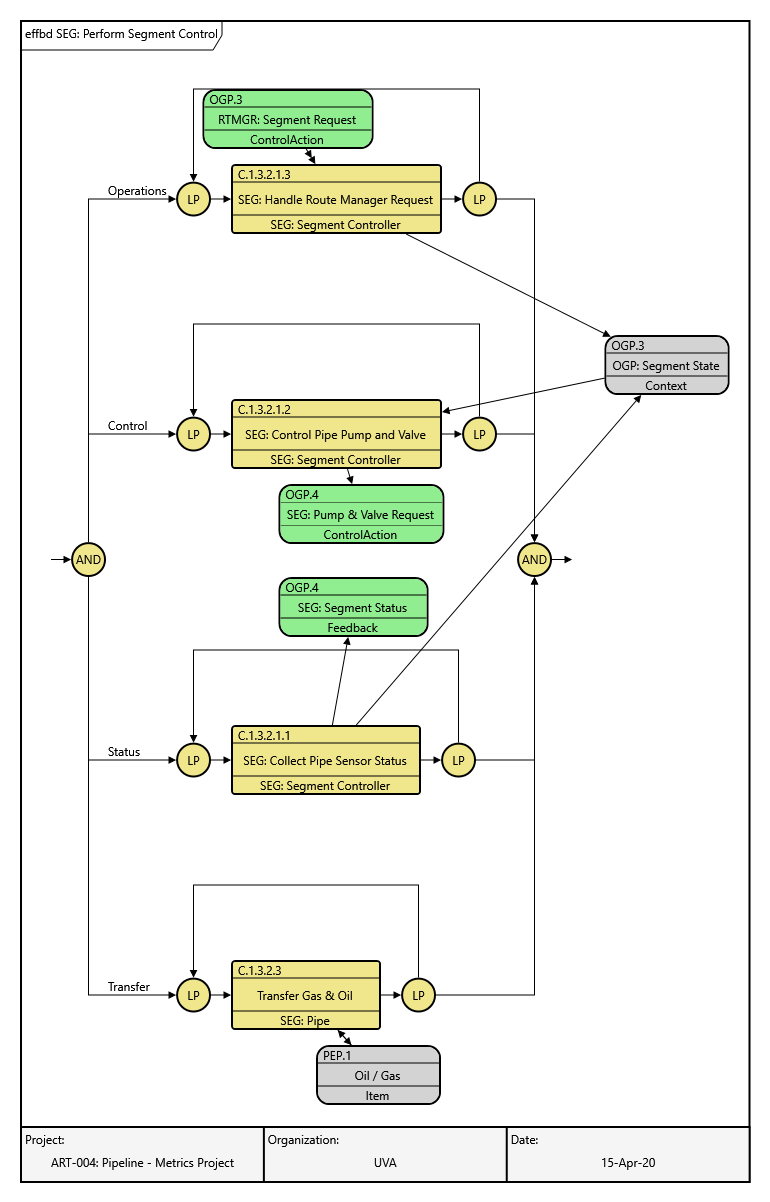 effbd SEG: Perform Segment Control
OGP.3
RTMGR: Segment Request
ControlAction
C.1.3.2.1.3
Operations
LP
SEG: Handle Route Manager Request
LP
SEG: Segment Controller
OGP.3
OGP: Segment State
Context
C.1.3.2.1.2
Control
LP
SEG: Control Pipe Pump and Valve
LP
SEG: Segment Controller
OGP.4
SEG: Pump & Valve Request
ControlAction
AND
AND
OGP.4
SEG: Segment Status
Feedback
C.1.3.2.1.1
Status
LP
SEG: Collect Pipe Sensor Status
LP
SEG: Segment Controller
C.1.3.2.3
Transfer
LP
Transfer Gas & Oil
LP
SEG: Pipe
PEP.1
Oil / Gas
Item
Project:
ART-004: Pipeline - Metrics Project
Organization:
UVA
Date:
15-Apr-20